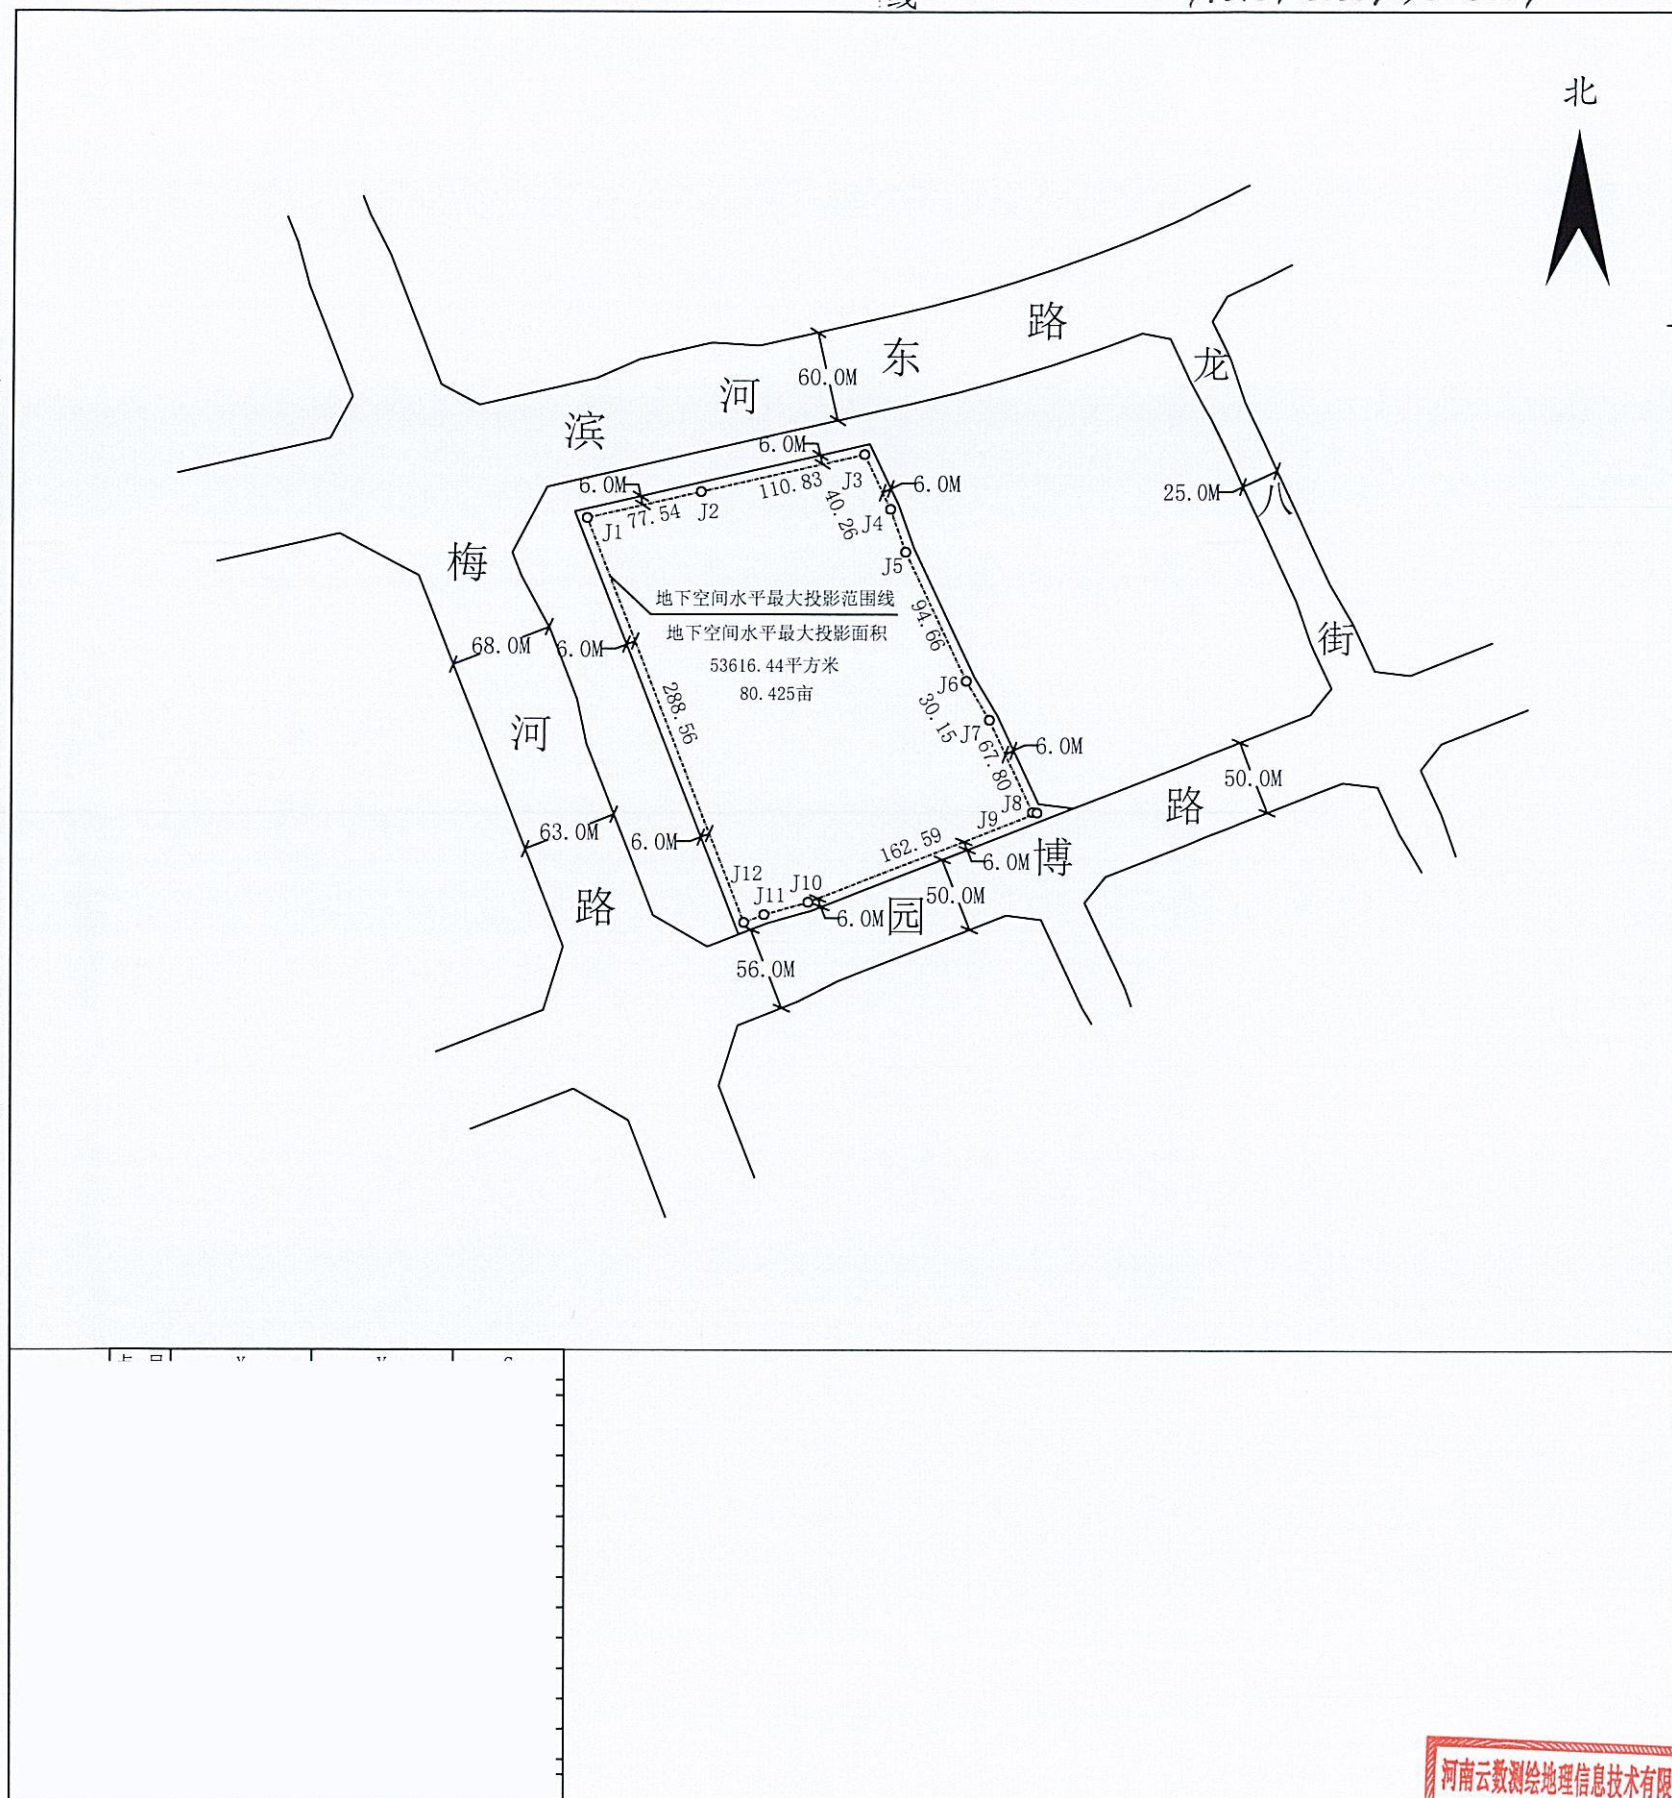 线
北
滨河东路
60.0M
龙八街
25.0M
6.0M
6.0M
J3
110.83
77.54
J2
J1
40.26
6.0M
J4
J5
梅河路
68.0M
63.0M
地下空间水平最大投影范围线
地下空间水平最大投影面积
53616.44平方米
80.425亩
94.66
6.0M
288.56
J6
30.15
J7
67.80
6.0M
J8
J9
50.0M
园博路
162.59
6.0M
6.0M
J12
J11
J10
6.0M
50.0M
56.0M
河南云数测绘地理信息技术有限